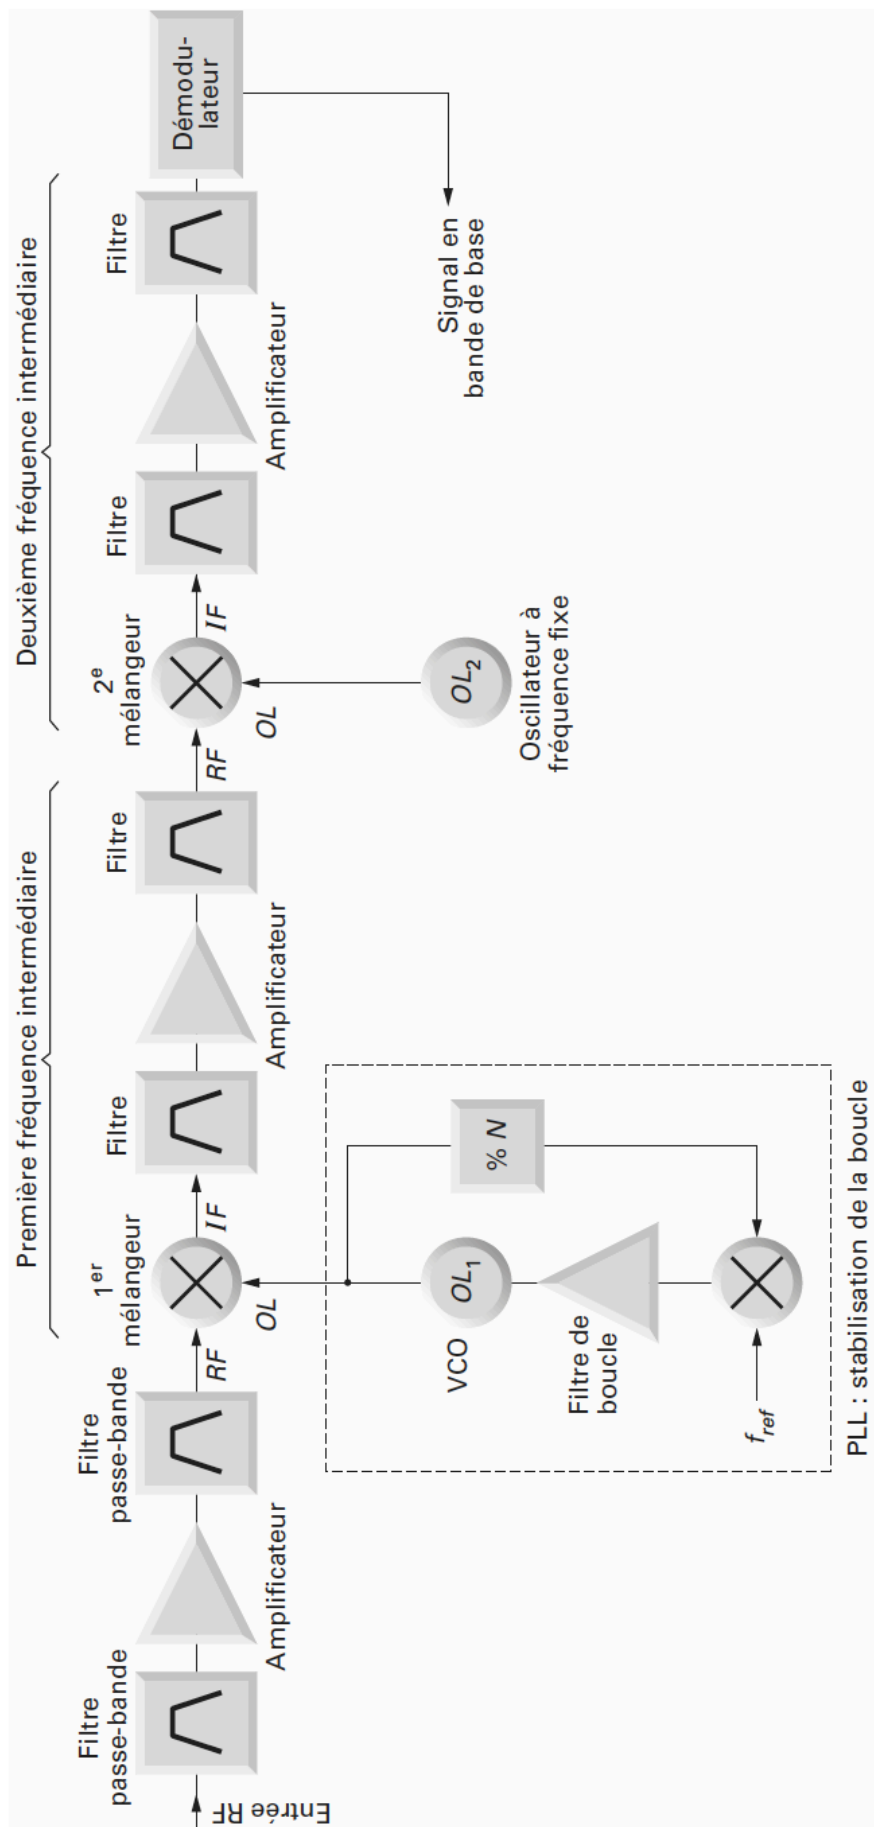 Première fréquence intermédiaire
Deuxième fréquence intermédiaire
Filtre
passe-bande
Filtre
passe-bande
1er
mélangeur
Filtre
Filtre
2e
mélangeur
Filtre
Filtre
Démodu-
lateur
Entrée RF
RF
IF
RF
IF
Amplificateur
OL
Amplificateur
OL
Amplificateur
VCO
OL1
% N
OL2
Signal en
bande de base
Oscillateur à
fréquence fixe
Filtre de
boucle
fref
PLL : stabilisation de la boucle